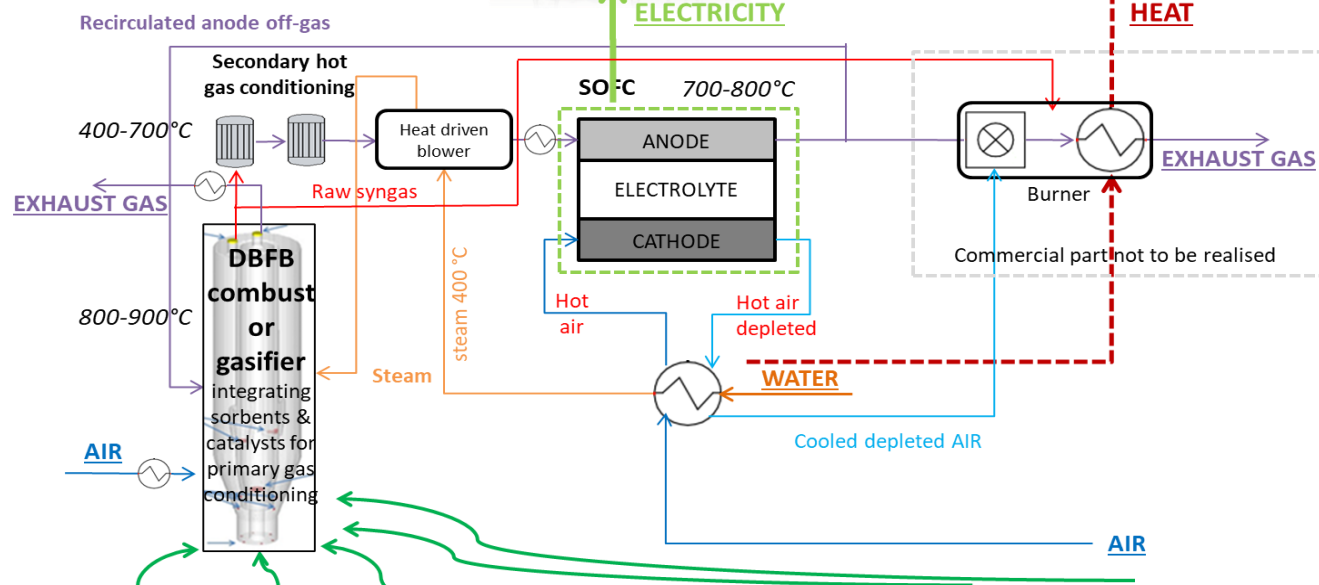 ELECTRICITY
HEAT
Recirculated anode off-gas
Secondary hot
gas conditioning
SOFC
700-800°C
400-700°C
Heat driven
blower
ANODE
ELECTROLYTE
CATHODE
EXHAUST GAS
Burner
Commercial part not to be realised
Raw syngas
EXHAUST GAS
DBFB
combust
or
gasifier
integrating
sorbents &
catalysts for
primary gas
conditioning
800-900°C
steam 400 °C
Hot
air
Hot air
depleted
Steam
WATER
Cooled depleted AIR
AIR
AIR